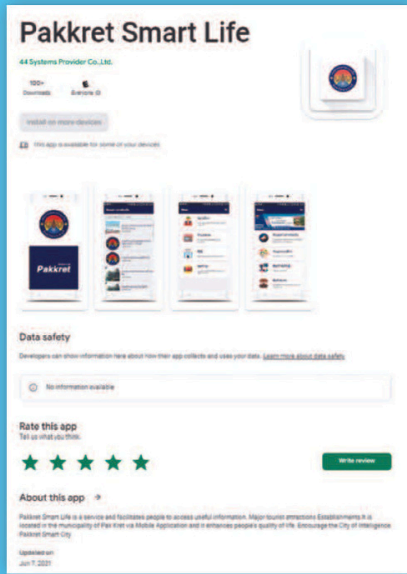 Pakkret Smart Life
44 Systems Provider Co.,Ltd.
100+
Downloads
Everyone
Install on more devices
This app is available for some of your devices
Pakkret
Data safety
Developers can show information here about how their app collects and uses your data. Learn more about data safety
No information available
Rate this app
Tell us what you think.
Write review
About this app
Pakkret Smart Life is a service and facilitates people to access useful information. Major tourist attractions Establishments It is
located in the municipality of Pak Kret via Mobile Application and it enhances people's quality of life. Encourage the City of Intelligence
Pakkret Smart City
Updated on
Jun 7, 2021